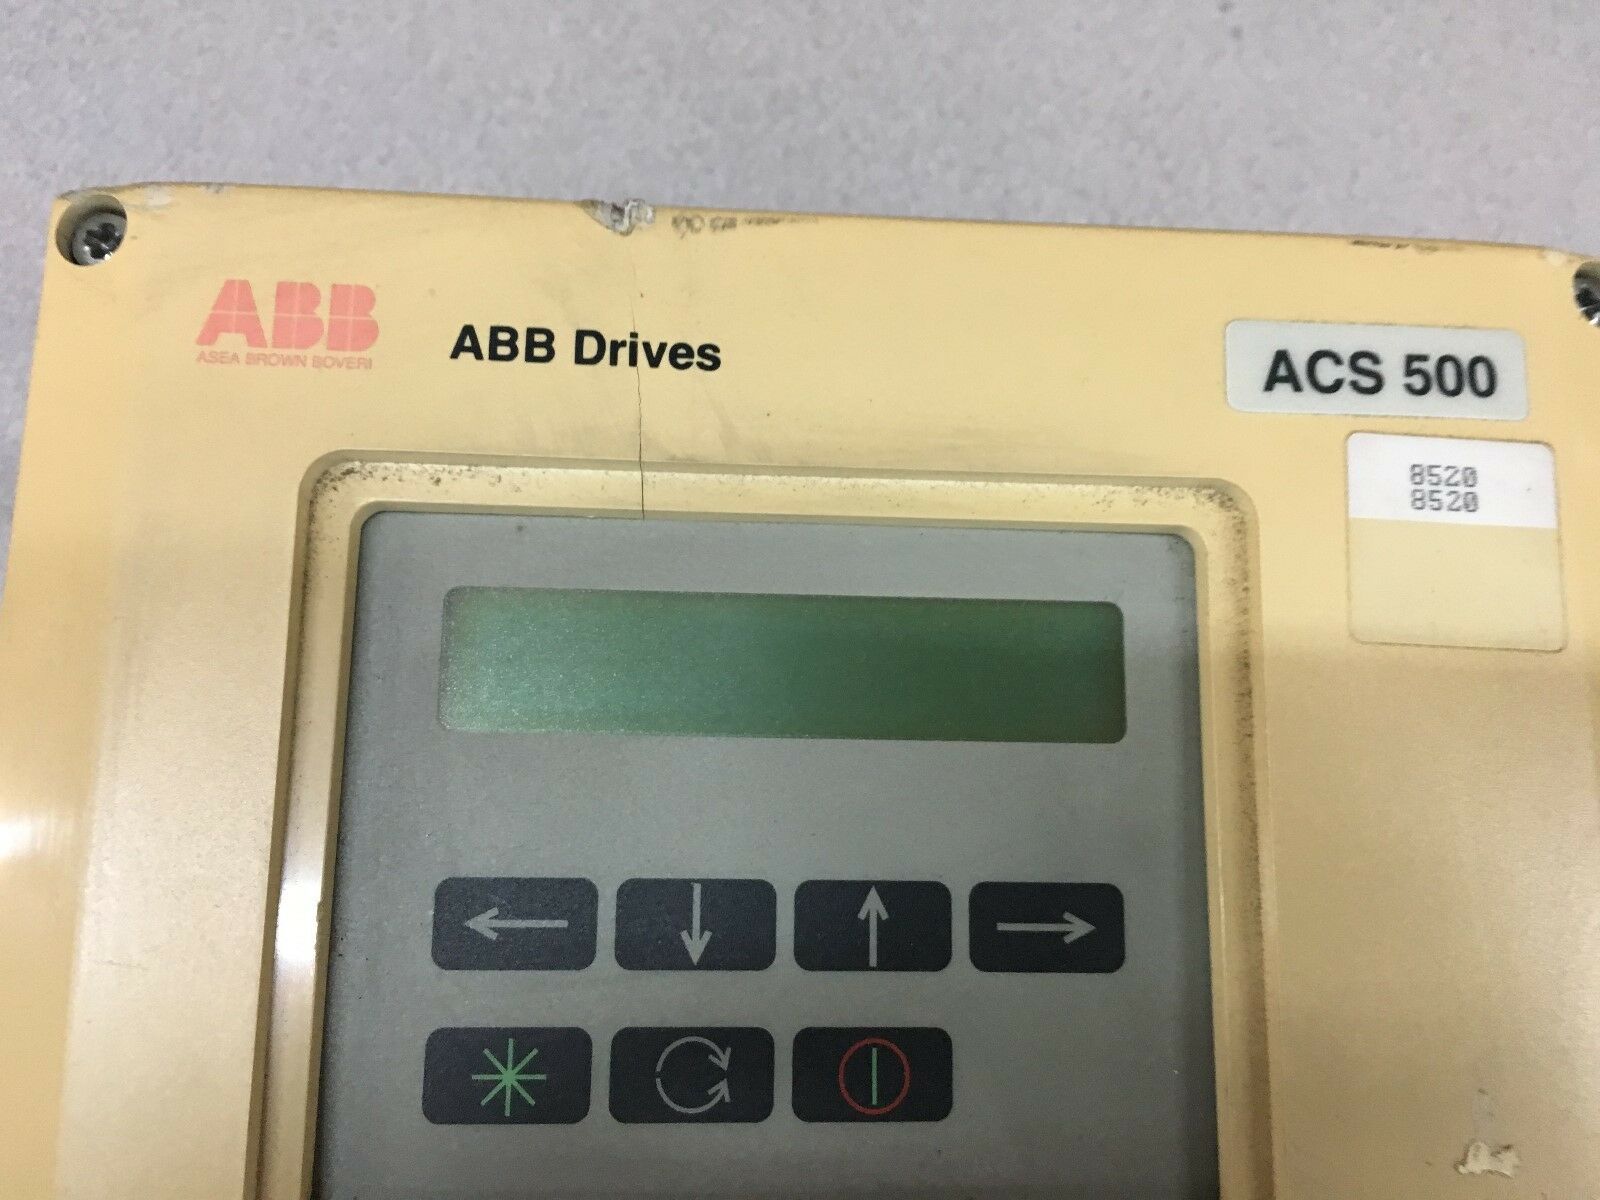 ABB
ASEA BROWN BOVERI
ABB Drives
ACS 500
8520
8520